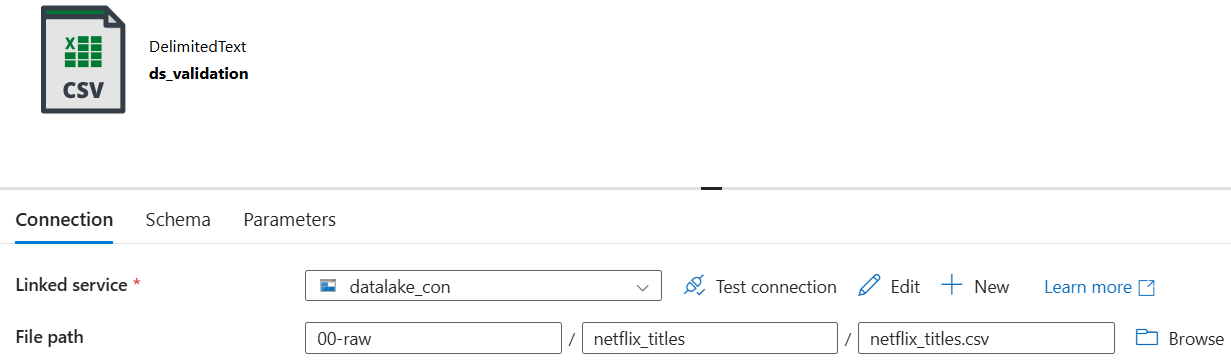 X
CSV
DelimitedText
ds_validation
Connection Schema Parameters
Linked service * datalake_con Test connection Edit New Learn more
File path 00-raw / netflix_titles / netflix_titles.csv Browse